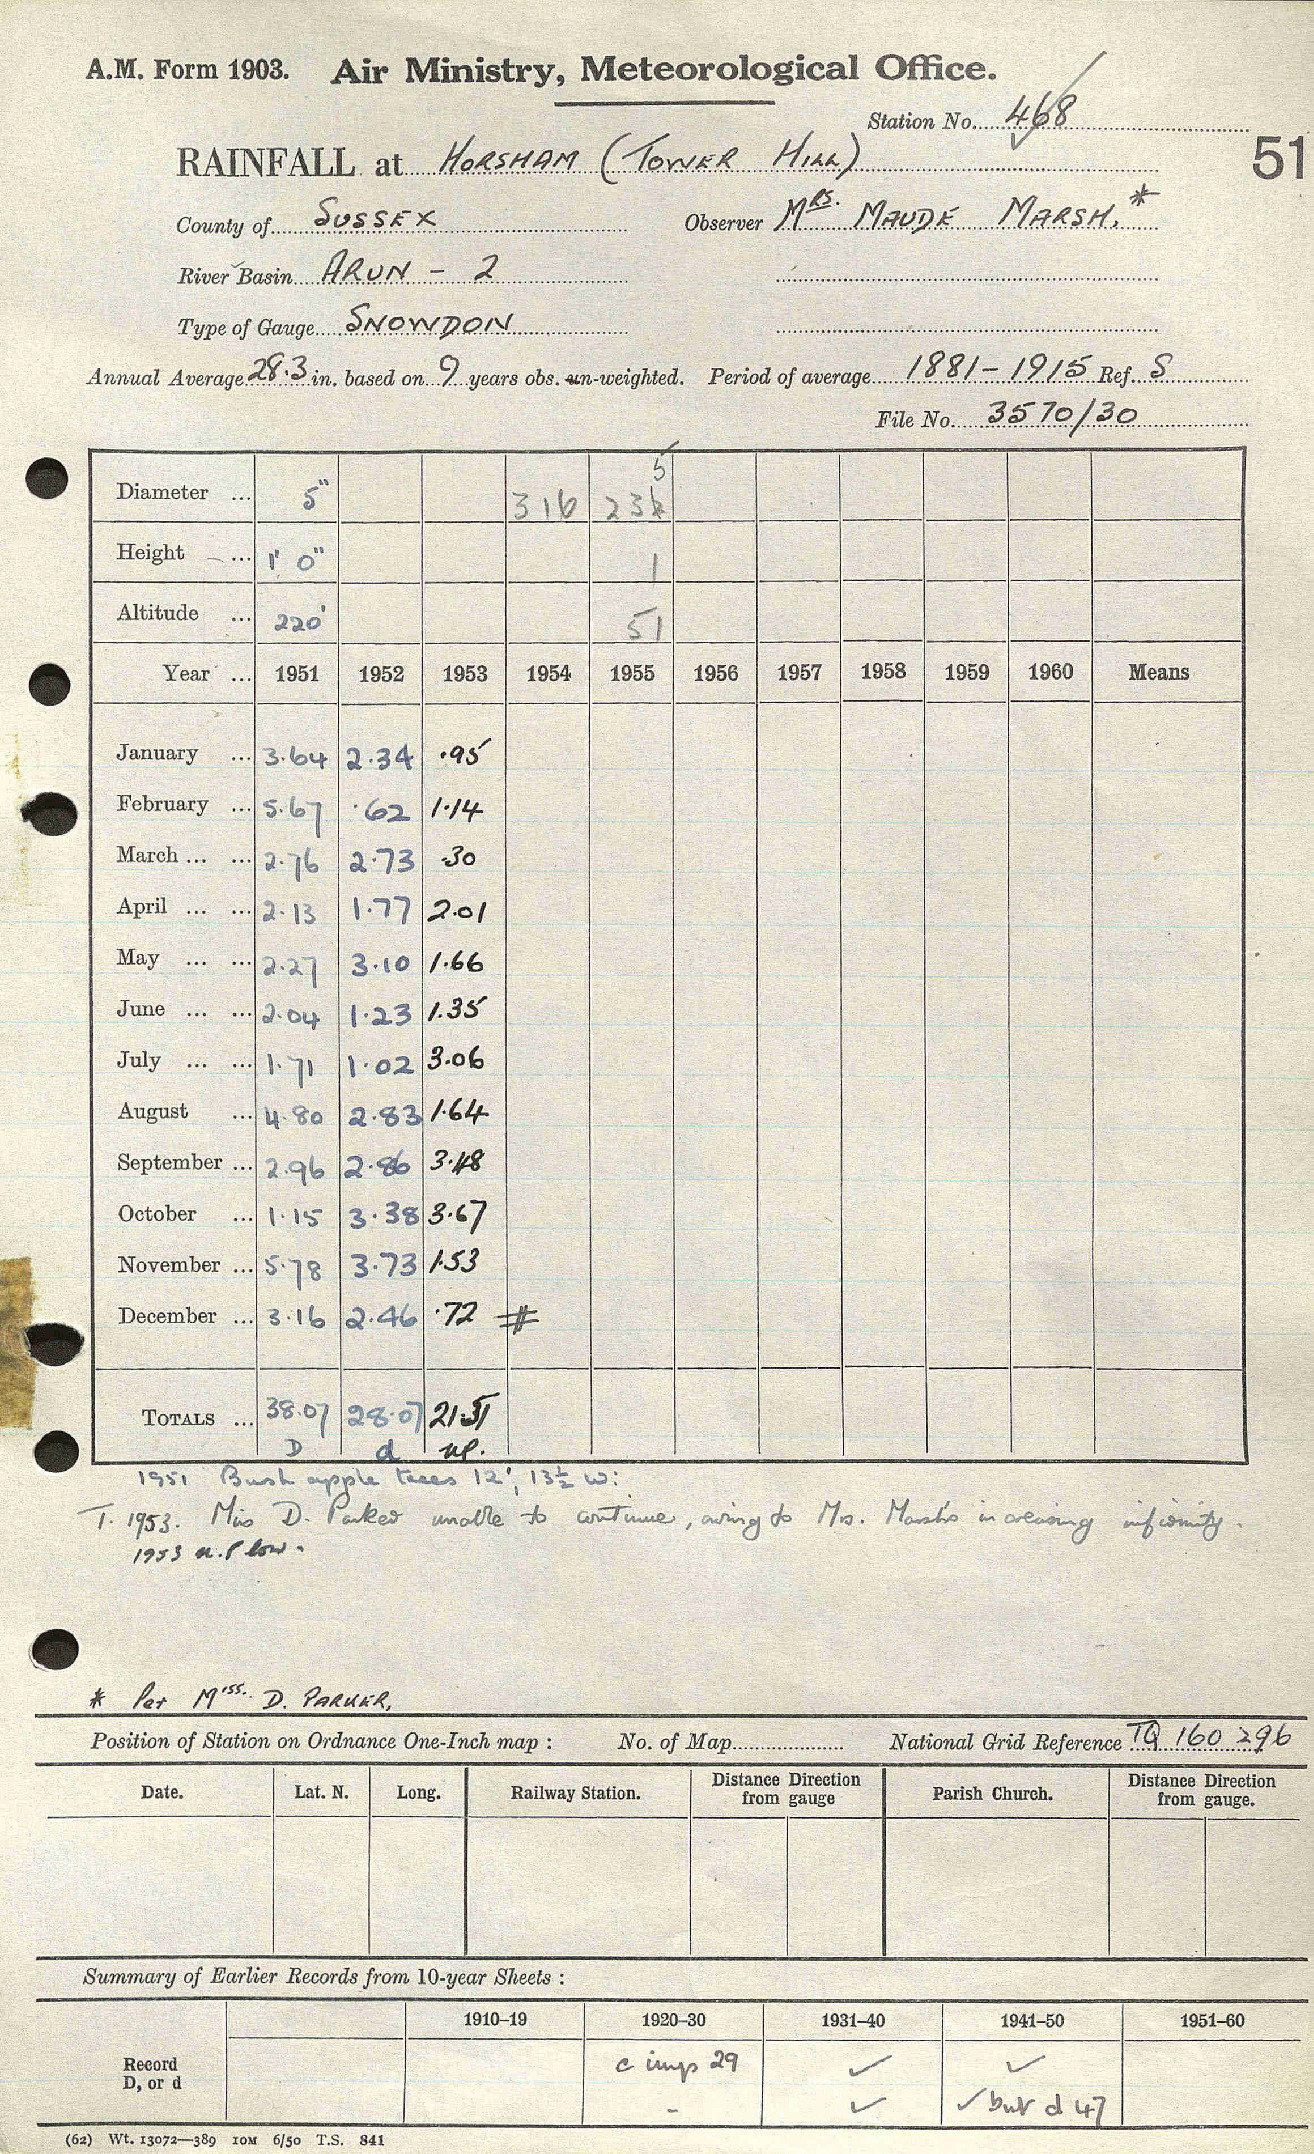 A.M. Form 1903. Air Ministry, Meteorological Office.
Station No. 468
51
RAINFALL at HORSHAM (TOWER HILL)
County of SUSSEX Observer MRS. MAUDE MARSH.*
River Basin ARUN - 2
Type of Gauge SNOWDON
Annual Average 28.3 in. based on 9 years obs. un-weighted. Period of average 1881-1915 Ref. S
File No. 3570/30
5
Diameter ... 5" 316 23
Height ... 1' 0" 1
Altitude ... 220' 51
Year ... 1951 1952 1953 1954 1955 1956 1957 1958 1959 1960 Means
January ... 3.64 2.34 .95
February ... 5.67 .62 1.14
March ... ... 2.76 2.73 .30
April ... ... 2.13 1.77 2.01
May ... ... 2.27 3.10 1.66
June ... ... 2.04 1.23 1.35
July ... ... 1.71 1.02 3.06
August ... 4.80 2.83 1.64
September ... 2.96 2.86 3.48
October ... 1.15 3.38 3.67
November ... 5.78 3.73 1.53
December ... 3.16 2.46 .72 #
TOTALS ... 38.07 28.07 21.51
D d np.
1951 Bush apple trees 12', 13½ W:
T. 1953. Miss D. Parker unable to continue, owing to Mrs. Marsh's increasing infirmity.
1953 n.P low.
* Per Miss. D. PARKER,
Position of Station on Ordnance One-Inch map : No. of Map National Grid Reference TQ 160 296
Date. Lat. N. Long. Railway Station. Distance Direction from gauge Parish Church. Distance Direction from gauge.
Summary of Earlier Records from 10-year Sheets :
1910-19 1920-30 1931-40 1941-50 1951-60
Record c imps 29 ✓ ✓
D, or d - ✓ ✓ but d 47
(62) Wt. 13072—389 10M 6/50 T.S. 841